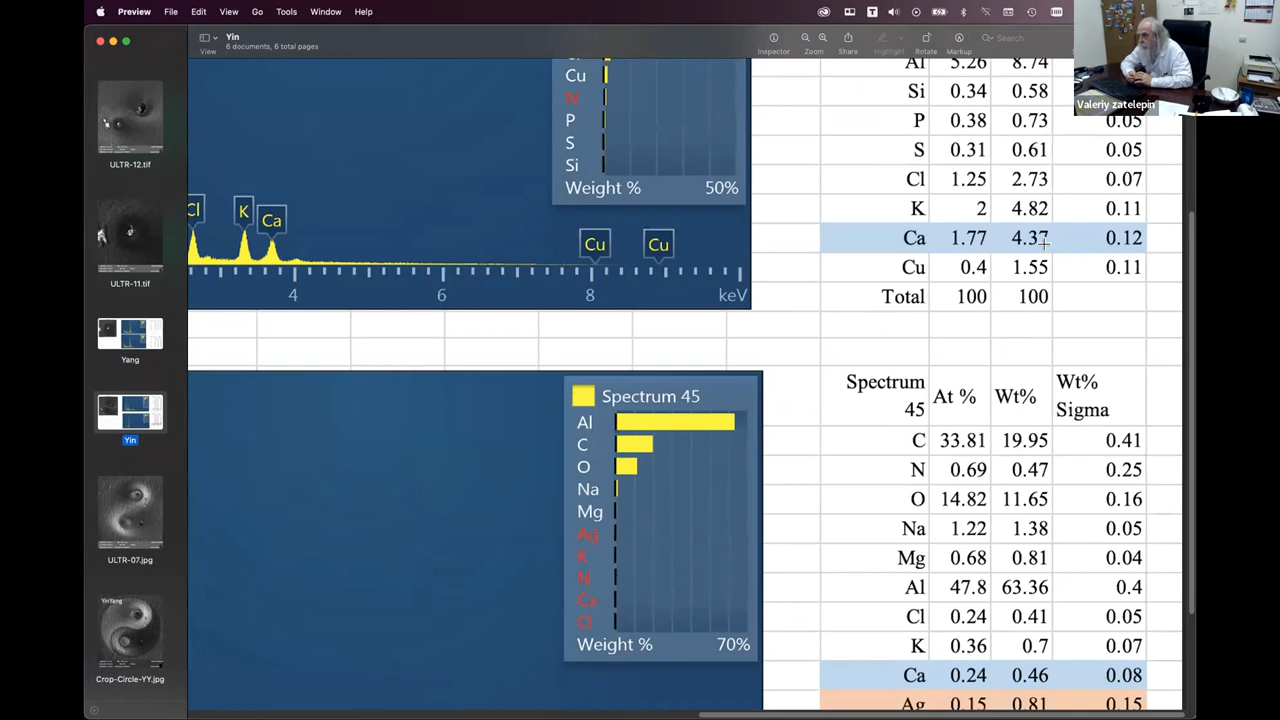 Preview File Edit View Go Tools Window Help
Yin
6 documents, 6 total pages
View
Inspector
Zoom
Share
Highlight
Rotate
Markup
Search
Valeriy zatelepin
ULTR-12.tif
ULTR-11.tif
Yang
Yin
ULTR-07.jpg
Crop-Circle-YY.jpg
Cu
N
P
S
Si
Weight % 50%
Cl K Ca Cu Cu
4 6 8 keV
Al 5.26 8.74
Si 0.34 0.58
P 0.38 0.73 0.05
S 0.31 0.61 0.05
Cl 1.25 2.73 0.07
K 2 4.82 0.11
Ca 1.77 4.37 0.12
Cu 0.4 1.55 0.11
Total 100 100
Spectrum 45
Al
C
O
Na
Mg
Ag
K
N
Ca
Cl
Weight % 70%
Spectrum 45 At % Wt% Wt% Sigma
C 33.81 19.95 0.41
N 0.69 0.47 0.25
O 14.82 11.65 0.16
Na 1.22 1.38 0.05
Mg 0.68 0.81 0.04
Al 47.8 63.36 0.4
Cl 0.24 0.41 0.05
K 0.36 0.7 0.07
Ca 0.24 0.46 0.08
Ag 0.15 0.81 0.15